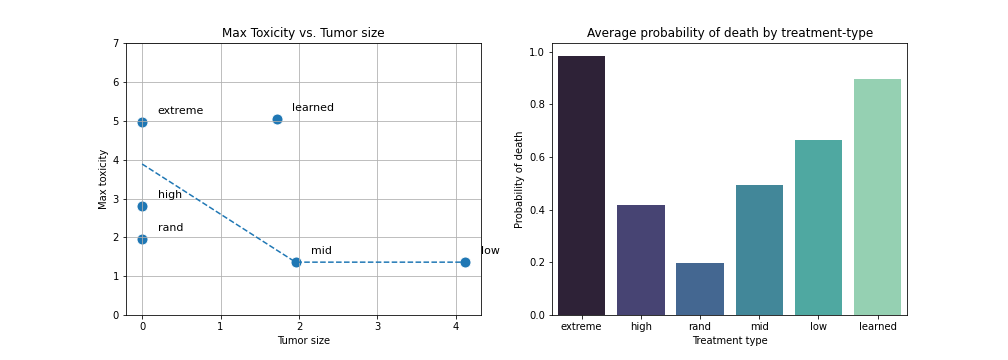 Max Toxicity vs. Tumor size
Max toxicity
7
6
5
4
3
2
1
0
extreme
learned
high
rand
mid
low
0 1 2 3 4
Tumor size
Average probability of death by treatment-type
Probability of death
1.0
0.8
0.6
0.4
0.2
0.0
extreme high rand mid low learned
Treatment type